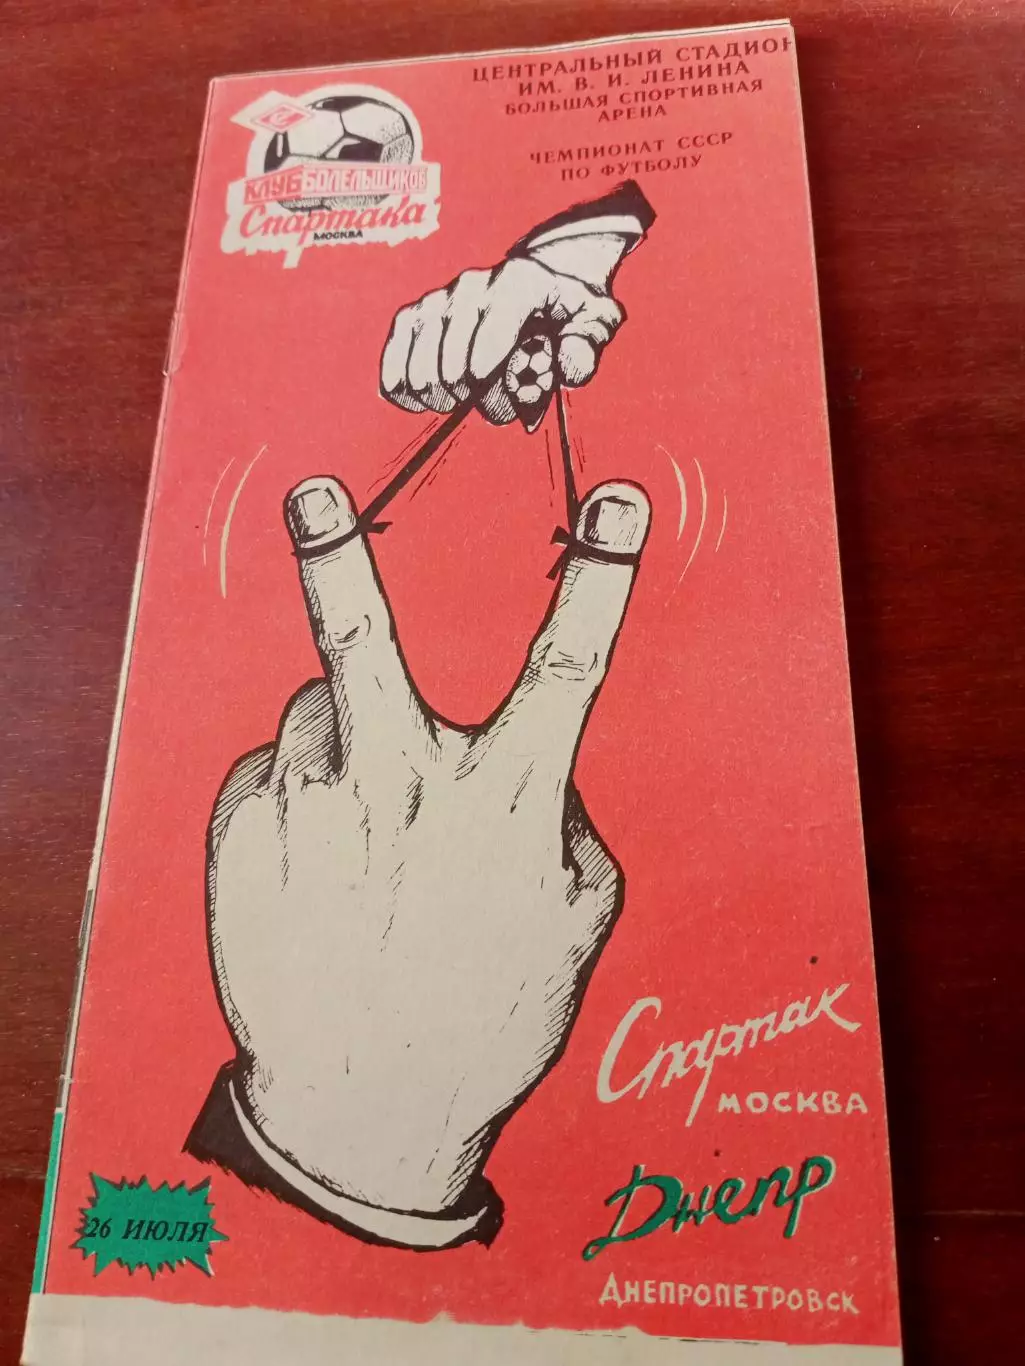 ЦЕНТРАЛЬНЫЙ СТАДИОН
ИМ. В. И. ЛЕНИНА
БОЛЬШАЯ СПОРТИВНАЯ
АРЕНА
ЧЕМПИОНАТ СССР
ПО ФУТБОЛУ
КЛУБ БОЛЕЛЬЩИКОВ
Спартака
МОСКВА
Спартак
МОСКВА
Днепр
ДНЕПРОПЕТРОВСК
26 ИЮЛЯ